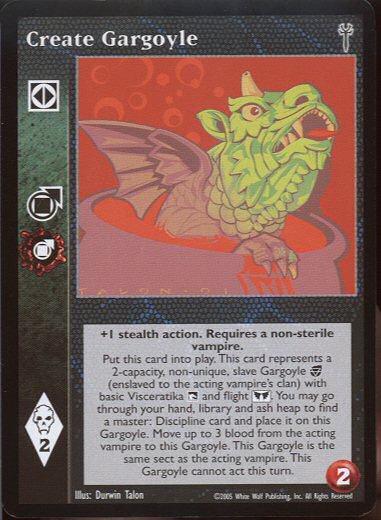 Create Gargoyle
TALON-01
+1 stealth action. Requires a non-sterile
vampire.
Put this card into play. This card represents a
2-capacity, non-unique, slave Gargoyle
(enslaved to the acting vampire's clan) with
basic Visceratika and flight . You may go
through your hand, library and ash heap to find
a master: Discipline card and place it on this
Gargoyle. Move up to 3 blood from the acting
vampire to this Gargoyle. This Gargoyle is the
same sect as the acting vampire. This
Gargoyle cannot act this turn.
2
2
Illus: Durwin Talon
©2005 White Wolf Publishing, Inc. All Rights Reserved.